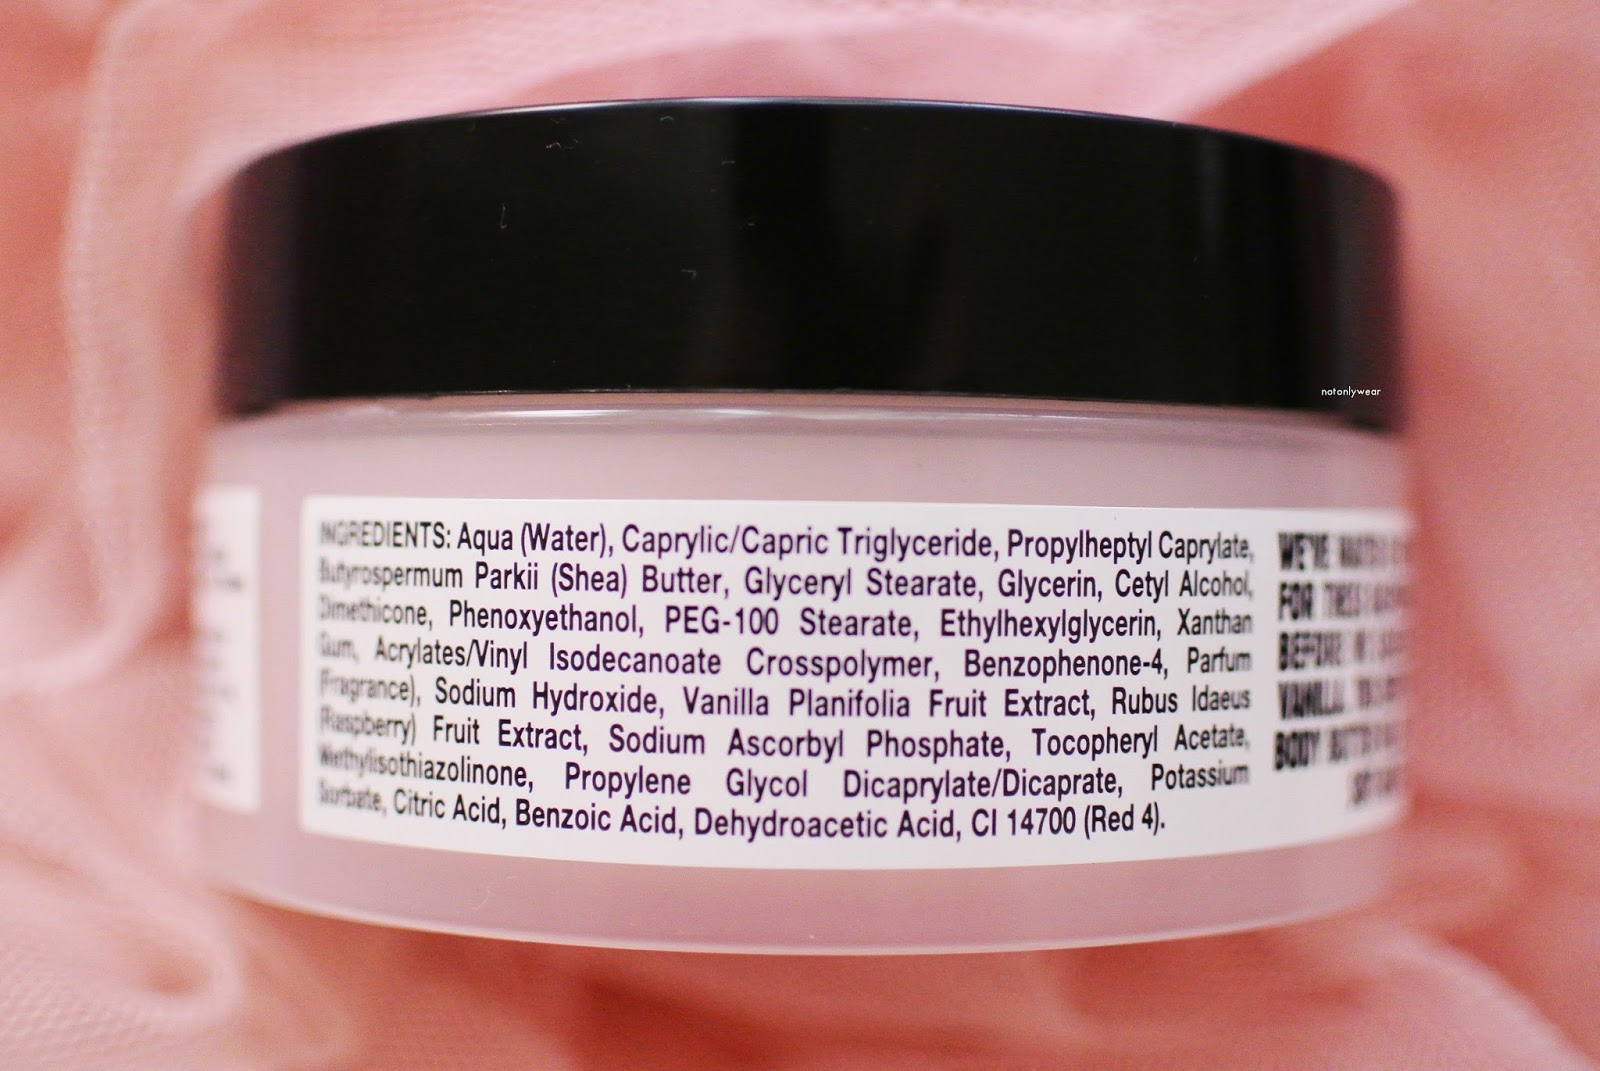 notonlywear
INGREDIENTS: Aqua (Water), Caprylic/Capric Triglyceride, Propylheptyl Caprylate,
Butyrospermum Parkii (Shea) Butter, Glyceryl Stearate, Glycerin, Cetyl Alcohol,
Dimethicone, Phenoxyethanol, PEG-100 Stearate, Ethylhexylglycerin, Xanthan
Gum, Acrylates/Vinyl Isodecanoate Crosspolymer, Benzophenone-4, Parfum
(Fragrance), Sodium Hydroxide, Vanilla Planifolia Fruit Extract, Rubus Idaeus
(Raspberry) Fruit Extract, Sodium Ascorbyl Phosphate, Tocopheryl Acetate,
Methylisothiazolinone, Propylene Glycol Dicaprylate/Dicaprate, Potassium
Sorbate, Citric Acid, Benzoic Acid, Dehydroacetic Acid, CI 14700 (Red 4).
WE'VE
FOR
BEFORE
VANILLA
BODY BUTTER